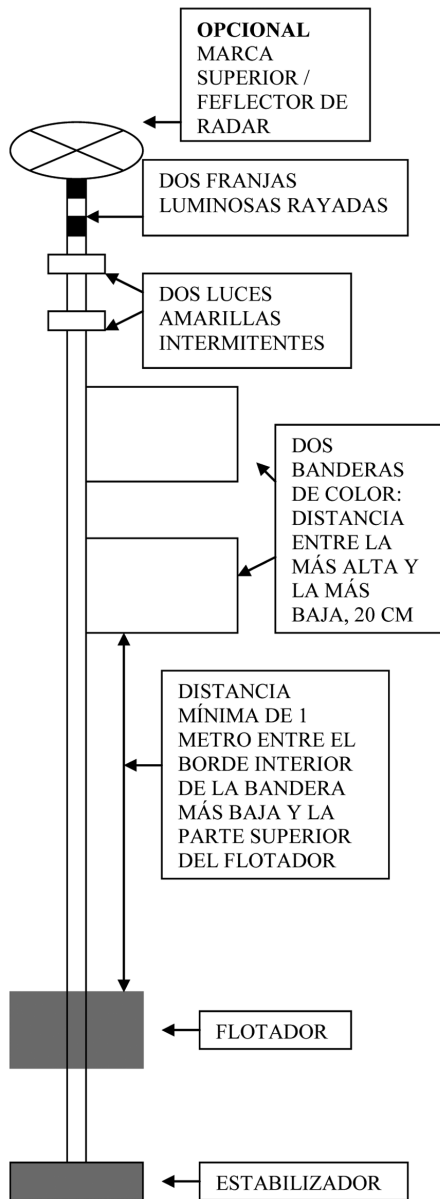 OPCIONAL
MARCA
SUPERIOR /
FEFLECTOR DE
RADAR
DOS FRANJAS
LUMINOSAS RAYADAS
DOS LUCES
AMARILLAS
INTERMITENTES
DOS
BANDERAS
DE COLOR:
DISTANCIA
ENTRE LA
MÁS ALTA Y
LA MÁS
BAJA, 20 CM
DISTANCIA
MÍNIMA DE 1
METRO ENTRE EL
BORDE INTERIOR
DE LA BANDERA
MÁS BAJA Y LA
PARTE SUPERIOR
DEL FLOTADOR
FLOTADOR
ESTABILIZADOR